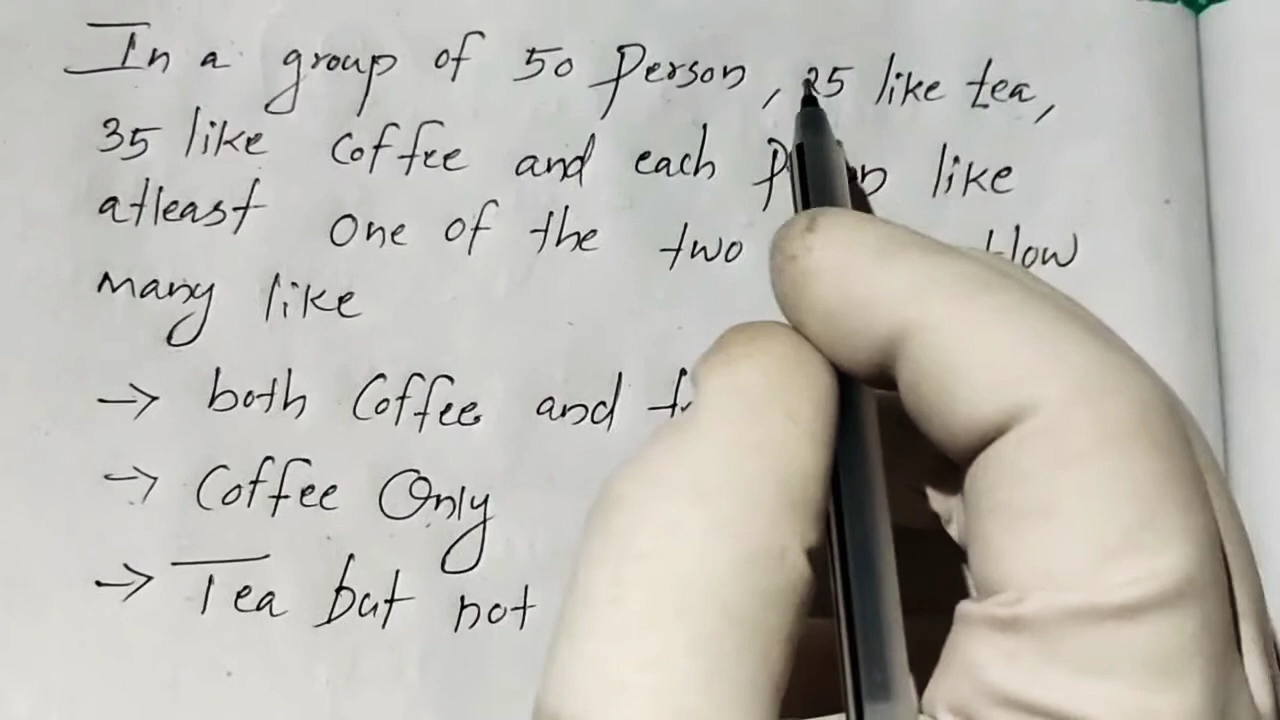 In a group of 50 Person, 25 like tea,
35 like Coffee and each like
atleast One of the two How
many like
→ both Coffee and
→ Coffee Only
→ Tea but not